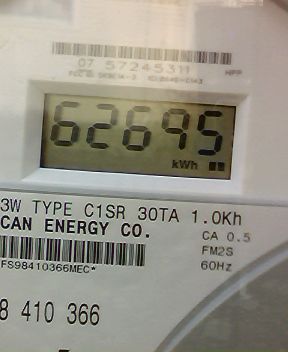 07 57245311
62695
kWh
3W TYPE C1SR 30TA 1.0Kh
CAN ENERGY CO.
CA 0.5
FM2S
60Hz
FS98410366MEC*
8 410 366